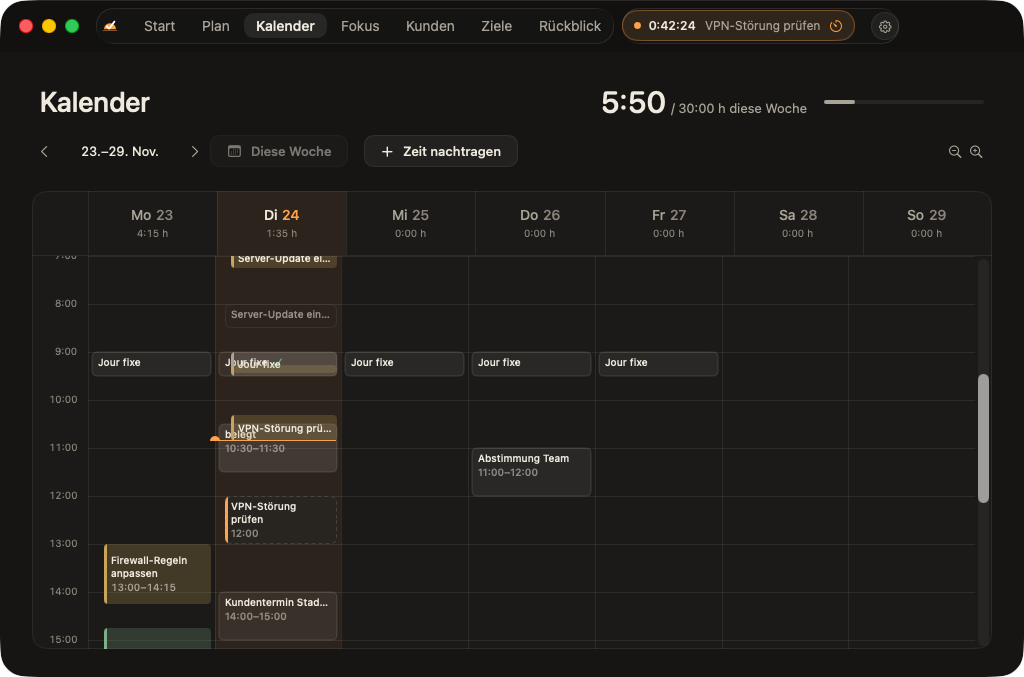 Start Plan Kalender Fokus Kunden Ziele Rückblick 0:42:24 VPN-Störung prüfen
Kalender
5:50 / 30:00 h diese Woche
23.–29. Nov. Diese Woche + Zeit nachtragen
Mo 23 Di 24 Mi 25 Do 26 Fr 27 Sa 28 So 29
4:15 h 1:35 h 0:00 h 0:00 h 0:00 h 0:00 h 0:00 h
7:00 Server-Update ei…
8:00
Server-Update ein…
9:00
Jour fixe Jour fixe Jour fixe Jour fixe Jour fixe
Jour fixe ✓
10:00
VPN-Störung prü…
belegt
11:00 10:30–11:30
Abstimmung Team
11:00–12:00
12:00
VPN-Störung
prüfen
12:00
13:00
Firewall-Regeln
anpassen
13:00–14:15
14:00
Kundentermin Stad…
14:00–15:00
15:00